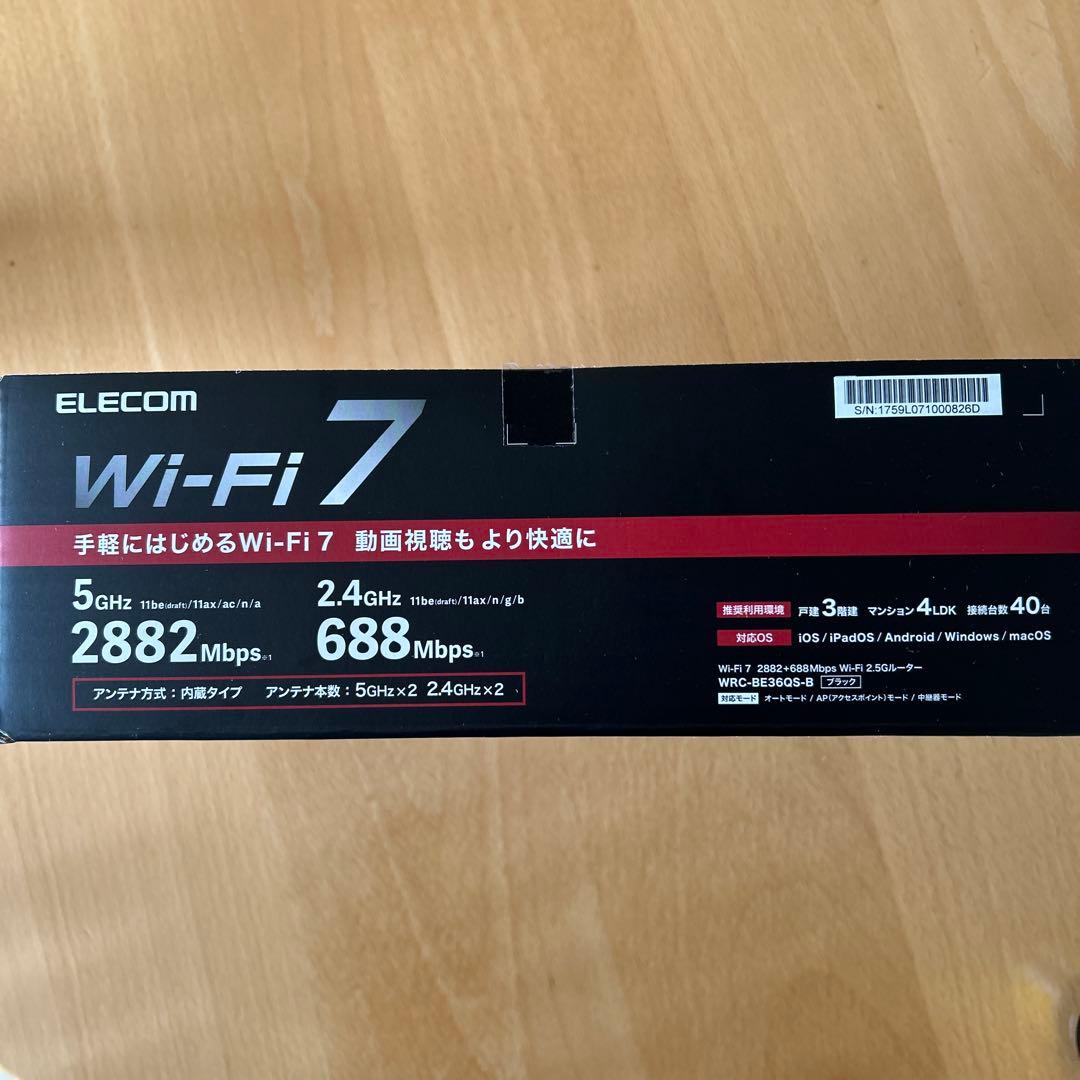 ELECOM
S/N:1759L071000826D
Wi-Fi 7
手軽にはじめるWi-Fi 7 動画視聴も より快適に
5GHz 11be(draft)/11ax/ac/n/a
2882Mbps※1
2.4GHz 11be(draft)/11ax/n/g/b
688Mbps※1
アンテナ方式：内蔵タイプ アンテナ本数：5GHz×2 2.4GHz×2
推奨利用環境 戸建3階建 マンション4LDK 接続台数40台
対応OS iOS / iPadOS / Android / Windows / macOS
Wi-Fi 7 2882+688Mbps Wi-Fi 2.5Gルーター
WRC-BE36QS-B ブラック
対応モード オートモード / AP(アクセスポイント)モード / 中継器モード